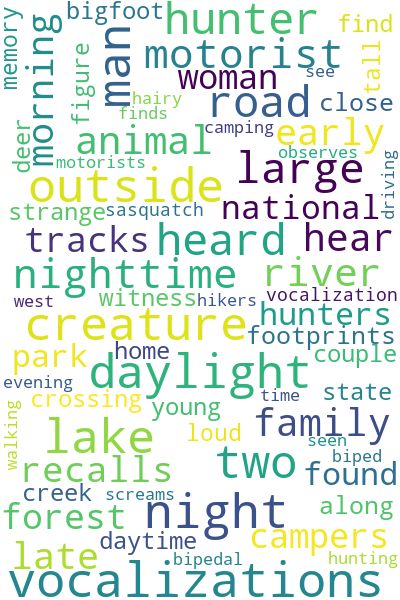 bigfoot
hunter
find
memory
morning
figure
man
motorist
tall
woman
see
hairy
road
close
finds
deer
animal
camping
early
motorists
observes
large
driving
outside
strange
sasquatch
national
tracks
heard
hear
nighttime
river
west
witness
hikers
vocalization
creature
hunters
footprints
park
home
couple
daylight
evening
crossing
time
state
young
family
walking
lake
loud
seen
two
biped
recalls
found
creek
screams
night
along
forest
campers
daytime
late
bipedal
hunting
vocalizations